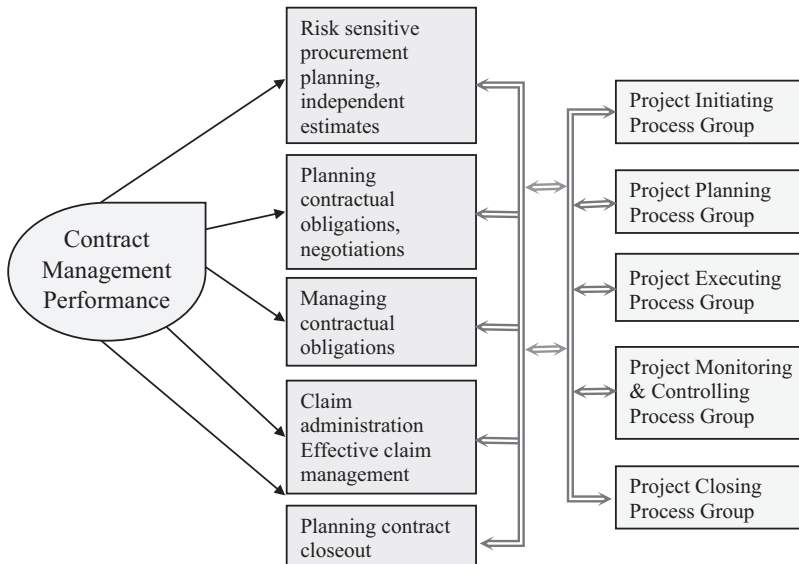 Contract
Management
Performance
Risk sensitive
procurement
planning,
independent
estimates
Planning
contractual
obligations,
negotiations
Managing
contractual
obligations
Claim
administration
Effective claim
management
Planning contract
closeout
Project Initiating
Process Group
Project Planning
Process Group
Project Executing
Process Group
Project Monitoring
& Controlling
Process Group
Project Closing
Process Group